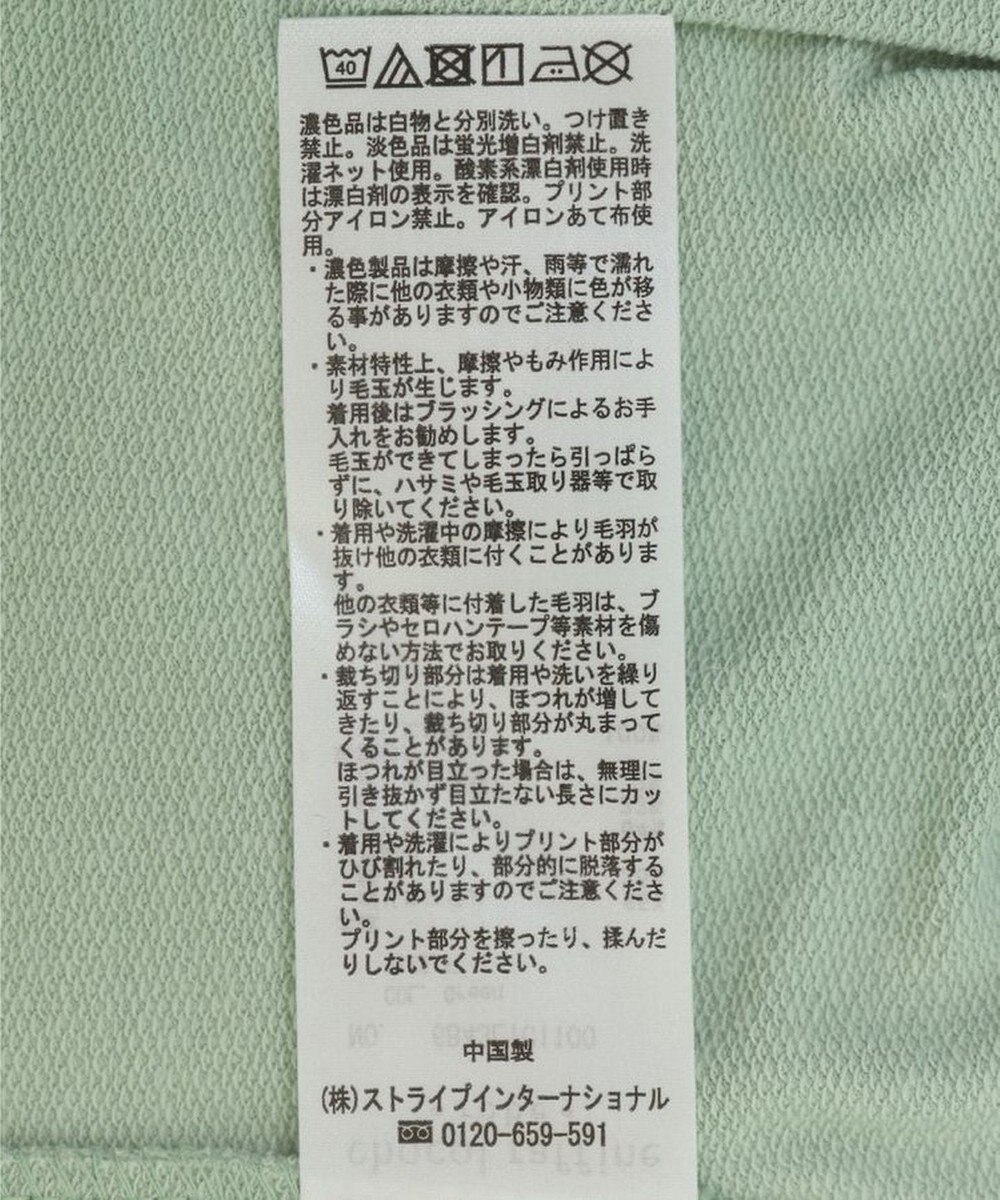 40
濃色品は白物と分別洗い。つけ置き
禁止。淡色品は蛍光増白剤禁止。洗
濯ネット使用。酸素系漂白剤使用時
は漂白剤の表示を確認。プリント部
分アイロン禁止。アイロンあて布使
用。
・濃色製品は摩擦や汗、雨等で濡れ
た際に他の衣類や小物類に色が移
る事がありますのでご注意くださ
い。
・素材特性上、摩擦やもみ作用によ
り毛玉が生じます。
着用後はブラッシングによるお手
入れをお勧めします。
毛玉ができてしまったら引っぱら
ずに、ハサミや毛玉取り器等で取
り除いてください。
・着用や洗濯中の摩擦により毛羽が
抜け他の衣類に付くことがありま
す。
他の衣類等に付着した毛羽は、ブ
ラシやセロハンテープ等素材を傷
めない方法でお取りください。
・裁ち切り部分は着用や洗いを繰り
返すことにより、ほつれが増して
きたり、裁ち切り部分が丸まって
くることがあります。
ほつれが目立った場合は、無理に
引き抜かず目立たない長さにカッ
トしてください。
・着用や洗濯によりプリント部分が
ひび割れたり、部分的に脱落する
ことがありますのでご注意くださ
い。
プリント部分を擦ったり、揉んだ
りしないでください。
中国製
(株)ストライプインターナショナル
0120-659-591